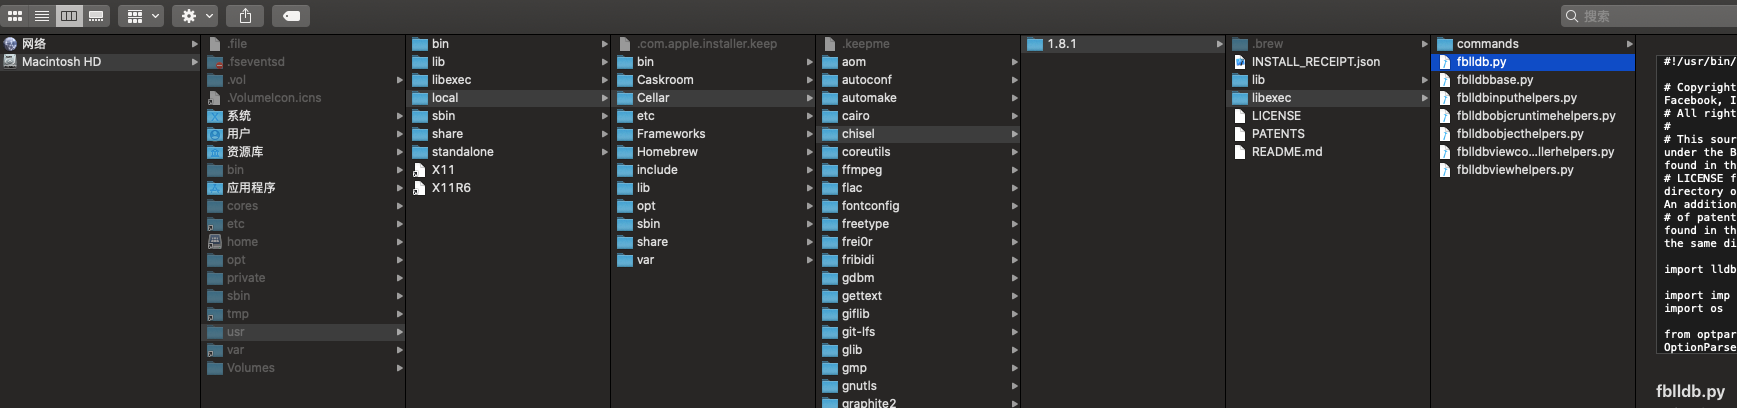 搜索
网络
Macintosh HD
.file
.fseventsd
.vol
.VolumeIcon.icns
系统
用户
资源库
bin
应用程序
cores
etc
home
opt
private
sbin
tmp
usr
var
Volumes
bin
lib
libexec
local
sbin
share
standalone
X11
X11R6
.com.apple.installer.keep
bin
Caskroom
Cellar
etc
Frameworks
Homebrew
include
lib
opt
sbin
share
var
.keepme
aom
autoconf
automake
cairo
chisel
coreutils
ffmpeg
flac
fontconfig
freetype
frei0r
fribidi
gdbm
gettext
giflib
git-lfs
glib
gmp
gnutls
graphite2
1.8.1
.brew
INSTALL_RECEIPT.json
lib
libexec
LICENSE
PATENTS
README.md
commands
fblldb.py
fblldbbase.py
fblldbinputhelpers.py
fblldbobjcruntimehelpers.py
fblldbobjecthelpers.py
fblldbviewco...llerhelpers.py
fblldbviewhelpers.py
#!/usr/bin/
# Copyright
Facebook, I
# All right
#
# This sour
under the B
found in th
# LICENSE f
directory o
An addition
# of patent
found in th
the same di
import lldb
import imp
import os
from optpar
OptionParse
fblldb.py